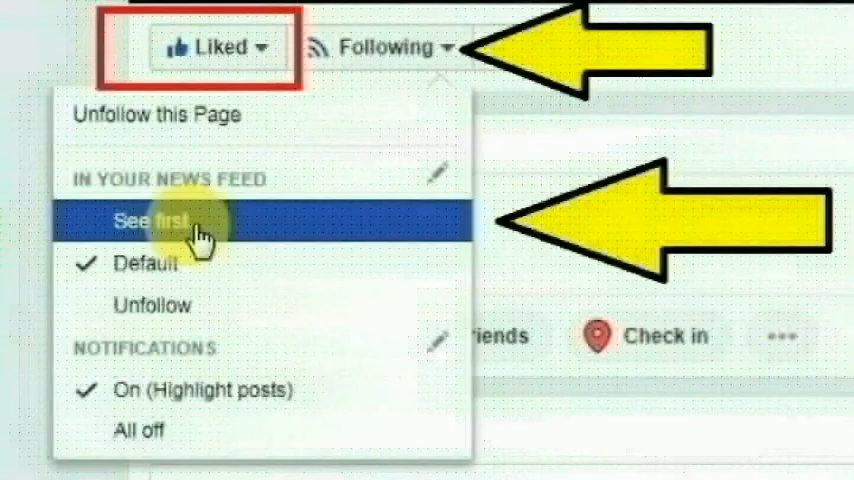 Liked
Following
Unfollow this Page
IN YOUR NEWS FEED
See first
Default
Unfollow
NOTIFICATIONS
riends
Check in
On (Highlight posts)
All off